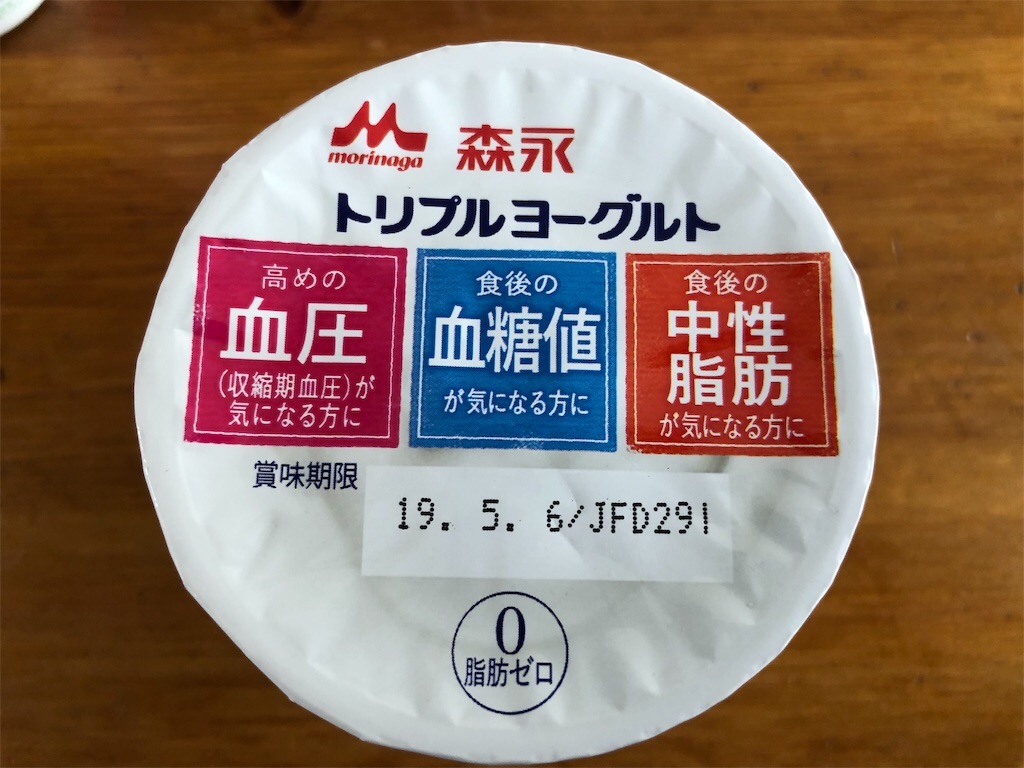 morinaga 森永
トリプルヨーグルト
高めの
血圧
(収縮期血圧)が
気になる方に
食後の
血糖値
が気になる方に
食後の
中性
脂肪
が気になる方に
賞味期限
19. 5. 6/JFD291
0
脂肪ゼロ